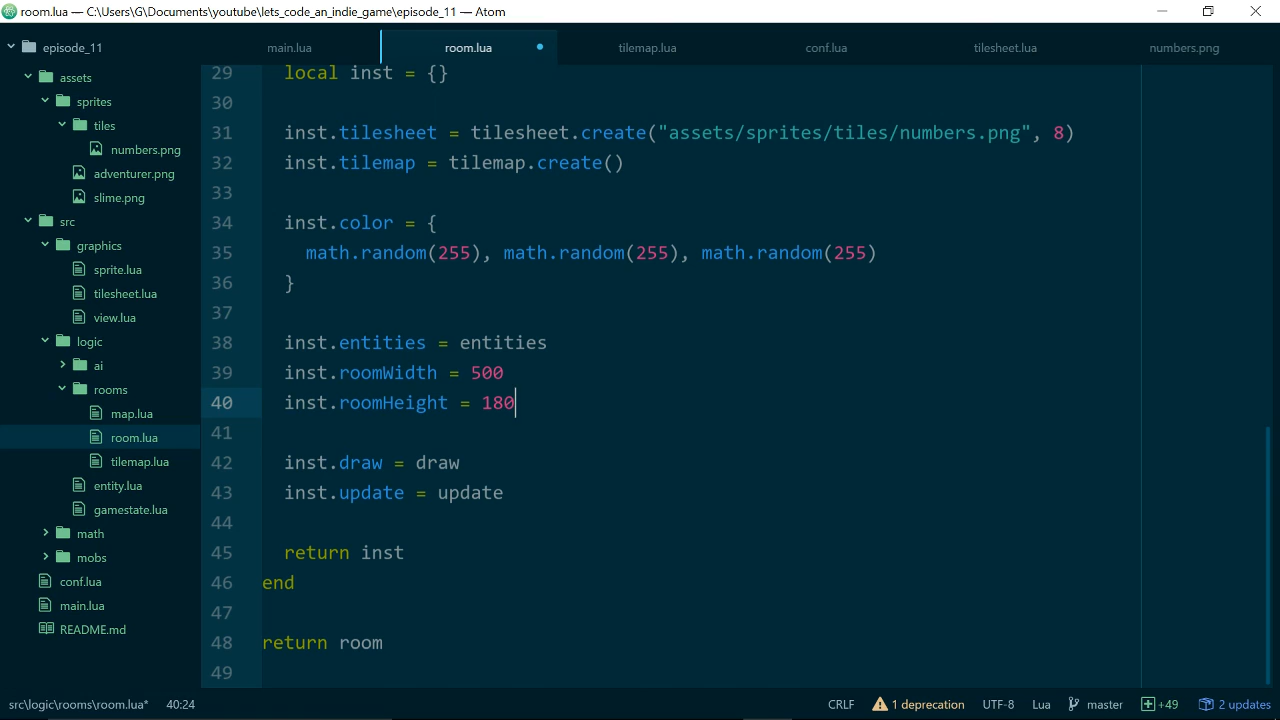 room.lua — C:\Users\G\Documents\youtube\lets_code_an_indie_game\episode_11 — Atom
episode_11
main.lua
room.lua
tilemap.lua
conf.lua
tilesheet.lua
numbers.png
assets
sprites
tiles
numbers.png
adventurer.png
slime.png
src
graphics
sprite.lua
tilesheet.lua
view.lua
logic
ai
rooms
map.lua
room.lua
tilemap.lua
entity.lua
gamestate.lua
math
mobs
conf.lua
main.lua
README.md
29 local inst = {}
30
31 inst.tilesheet = tilesheet.create("assets/sprites/tiles/numbers.png", 8)
32 inst.tilemap = tilemap.create()
33
34 inst.color = {
35 math.random(255), math.random(255), math.random(255)
36 }
37
38 inst.entities = entities
39 inst.roomWidth = 500
40 inst.roomHeight = 180
41
42 inst.draw = draw
43 inst.update = update
44
45 return inst
46 end
47
48 return room
49
src\logic\rooms\room.lua* 40:24 CRLF 1 deprecation UTF-8 Lua master +49 2 updates